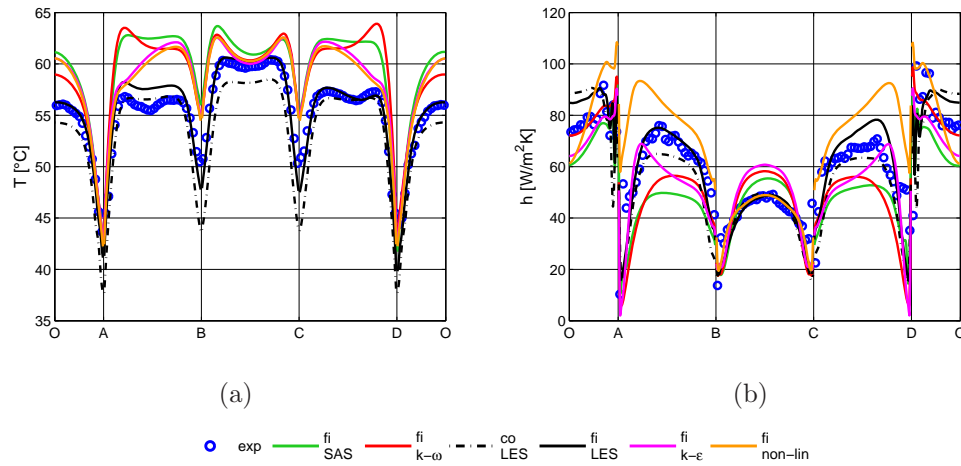 65
60
55
50
45
40
35
T [°C]
O A B C D O
120
100
80
60
40
20
0
h [W/m²K]
O A B C D O
(a)
(b)
exp fi SAS fi k−ω co LES fi LES fi k−ε fi non−lin